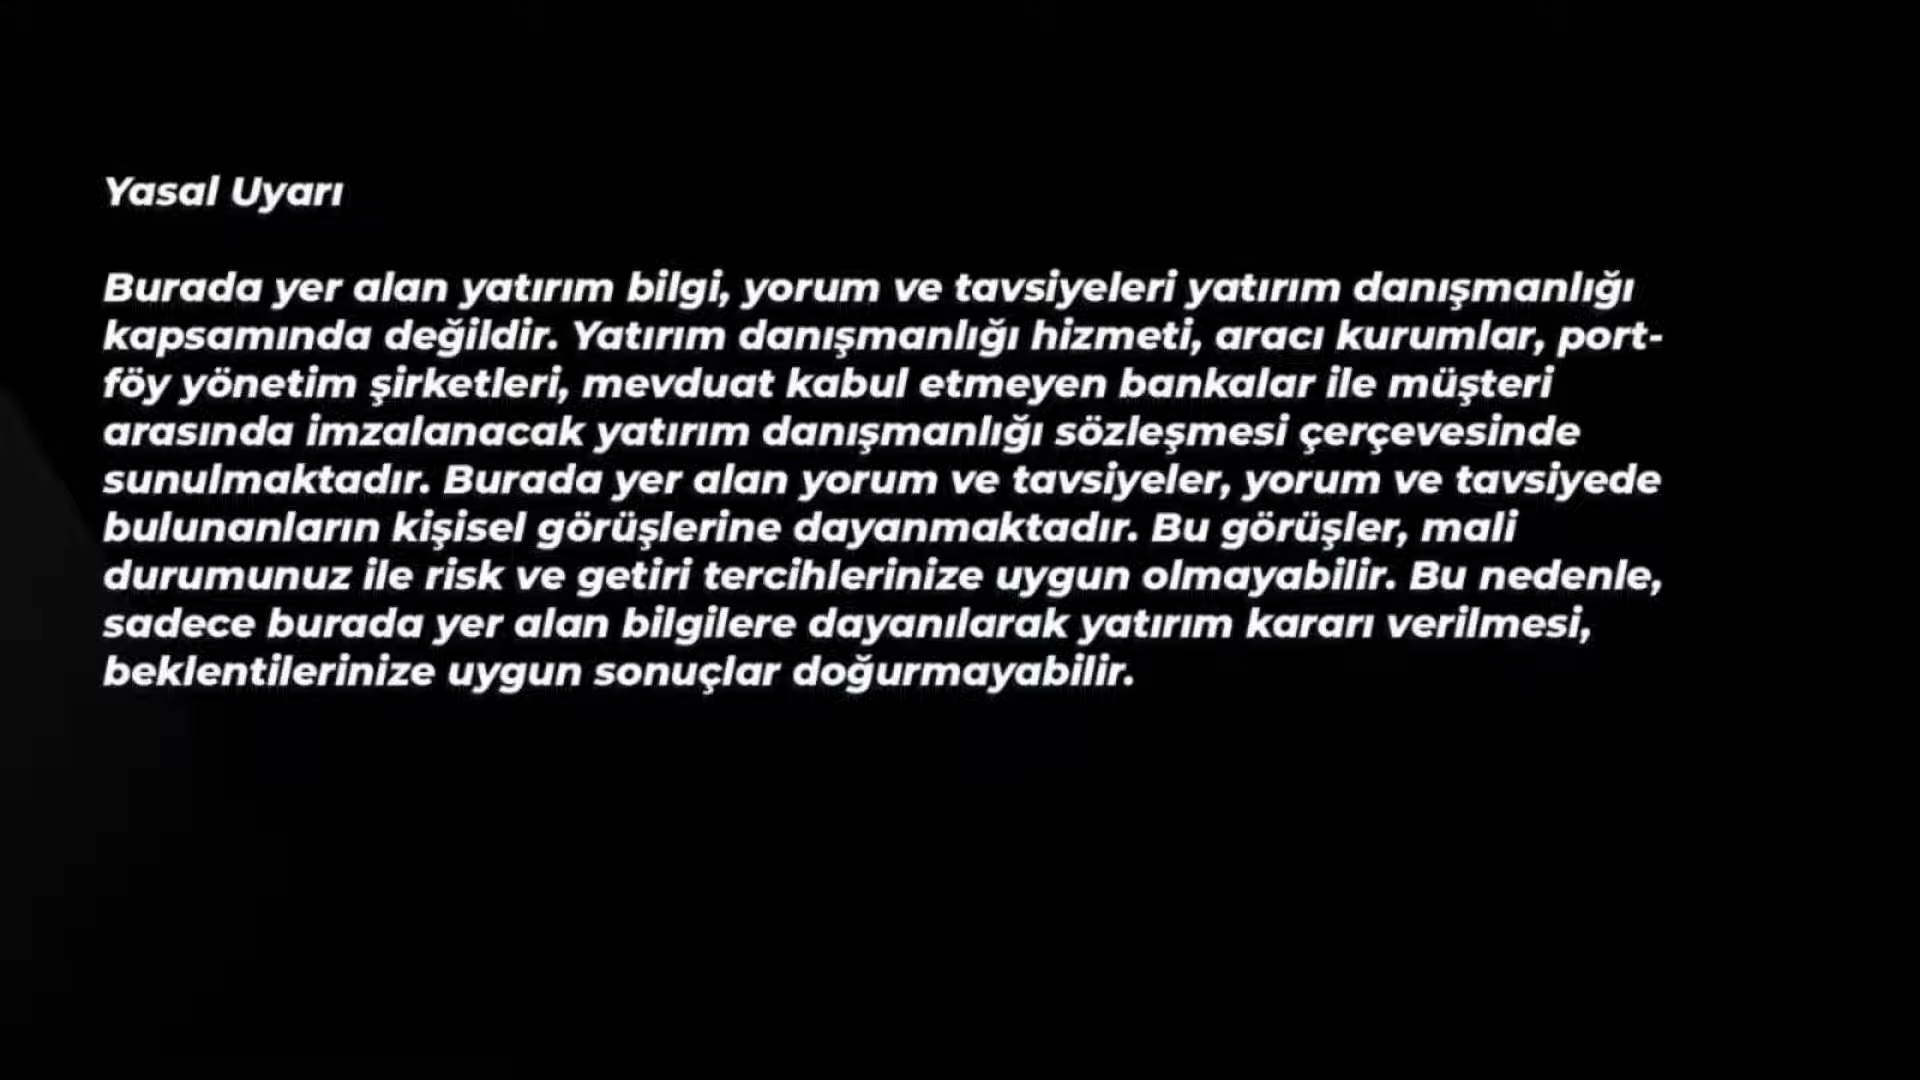 Yasal Uyarı
Burada yer alan yatırım bilgi, yorum ve tavsiyeleri yatırım danışmanlığı
kapsamında değildir. Yatırım danışmanlığı hizmeti, aracı kurumlar, port-
föy yönetim şirketleri, mevduat kabul etmeyen bankalar ile müşteri
arasında imzalanacak yatırım danışmanlığı sözleşmesi çerçevesinde
sunulmaktadır. Burada yer alan yorum ve tavsiyeler, yorum ve tavsiyede
bulunanların kişisel görüşlerine dayanmaktadır. Bu görüşler, mali
durumunuz ile risk ve getiri tercihlerinize uygun olmayabilir. Bu nedenle,
sadece burada yer alan bilgilere dayanılarak yatırım kararı verilmesi,
beklentilerinize uygun sonuçlar doğurmayabilir.